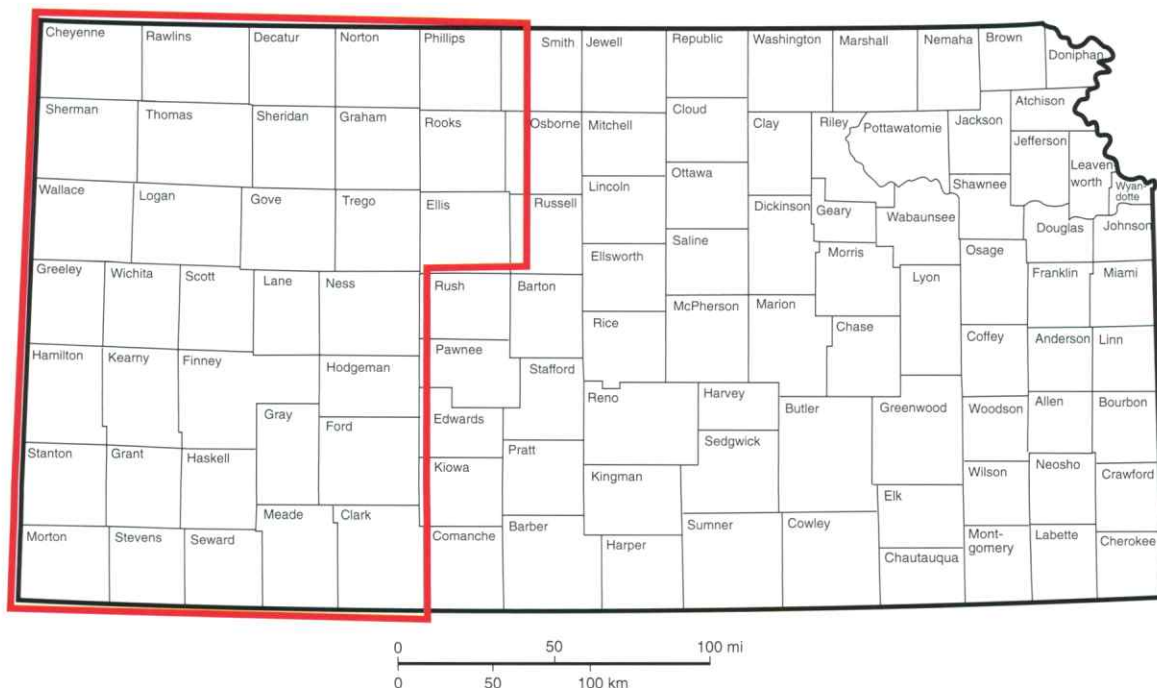 Cheyenne
Rawlins
Decatur
Norton
Phillips
Smith
Jewell
Republic
Washington
Marshall
Nemaha
Brown
Doniphan
Sherman
Thomas
Sheridan
Graham
Rooks
Osborne
Mitchell
Cloud
Clay
Riley
Pottawatomie
Jackson
Atchison
Jefferson
Leaven
worth
Wyan-
dotte
Wallace
Logan
Gove
Trego
Ellis
Russell
Lincoln
Ottawa
Dickinson
Geary
Wabaunsee
Shawnee
Douglas
Johnson
Greeley
Wichita
Scott
Lane
Ness
Rush
Barton
Ellsworth
Saline
Morris
Lyon
Osage
Franklin
Miami
Rice
McPherson
Marion
Chase
Coffey
Anderson
Linn
Hamilton
Kearny
Finney
Hodgeman
Pawnee
Stafford
Reno
Harvey
Butler
Greenwood
Woodson
Allen
Bourbon
Gray
Ford
Edwards
Pratt
Sedgwick
Stanton
Grant
Haskell
Kiowa
Kingman
Elk
Wilson
Neosho
Crawford
Meade
Clark
Morton
Stevens
Seward
Comanche
Barber
Harper
Sumner
Cowley
Chautauqua
Mont-
gomery
Labette
Cherokee
0 50 100 mi
0 50 100 km